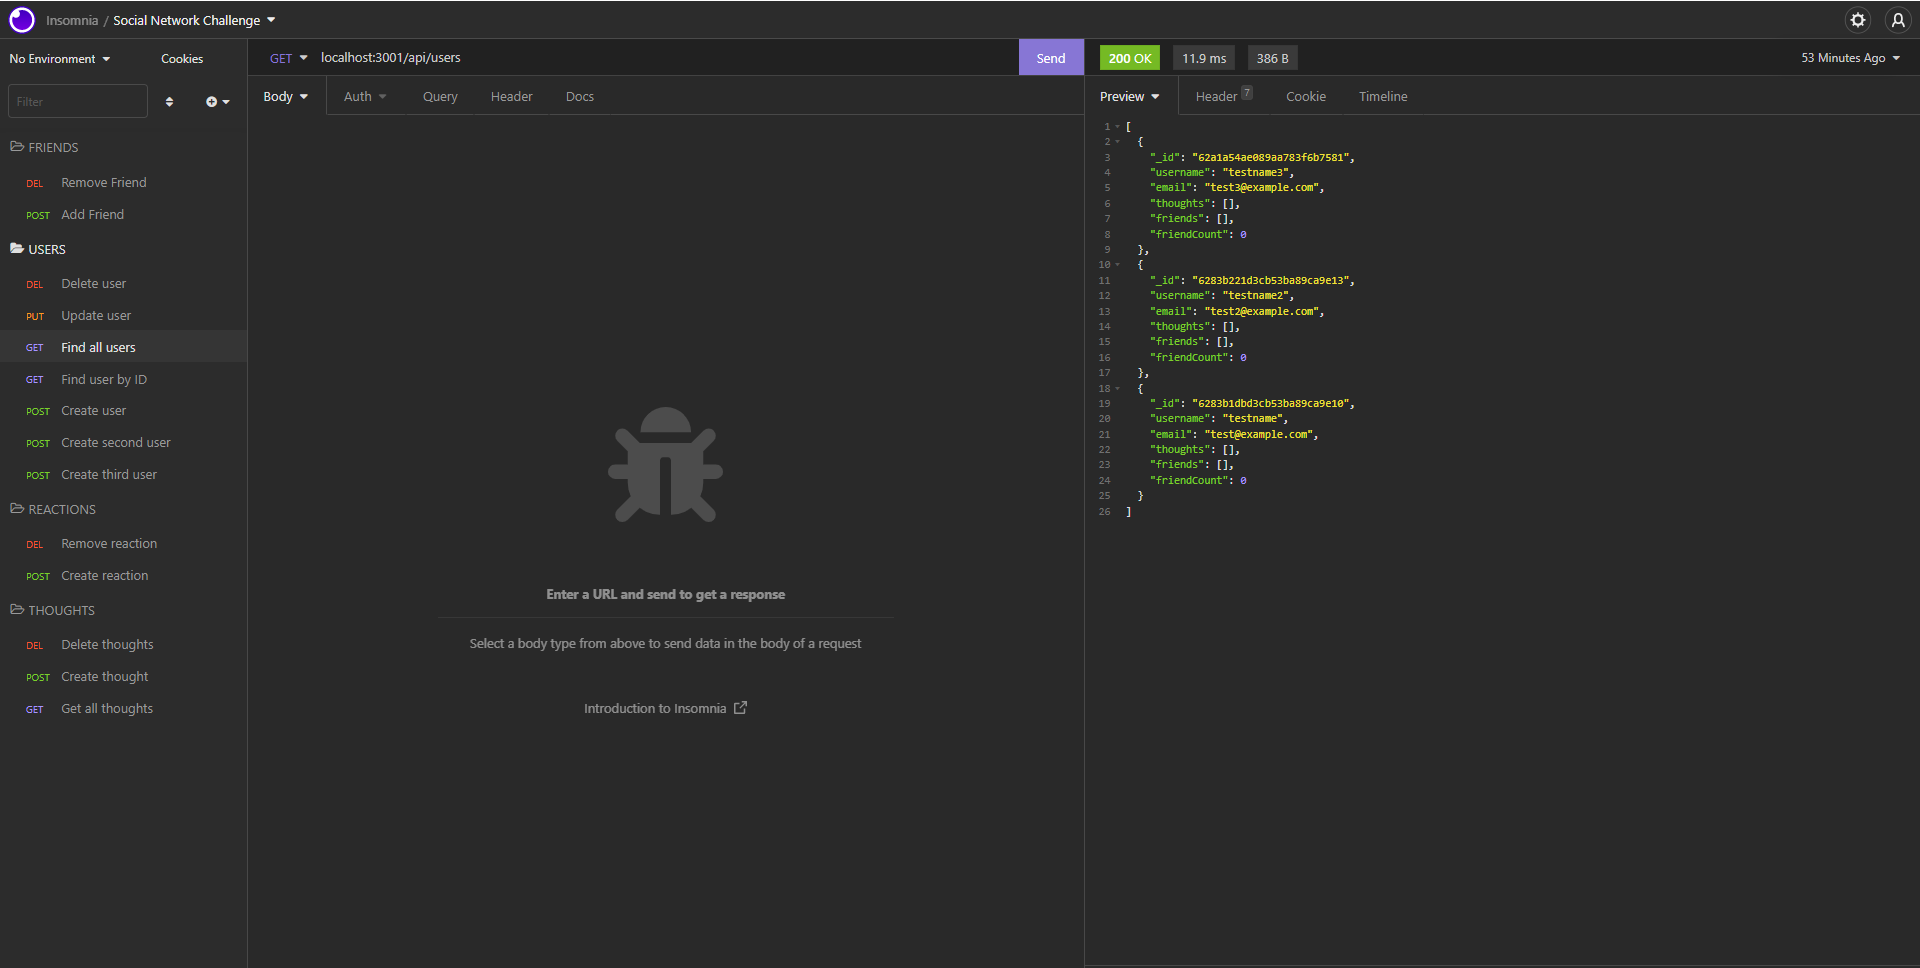 Insomnia / Social Network Challenge
No Environment
Cookies
Filter
FRIENDS
DEL Remove Friend
POST Add Friend
USERS
DEL Delete user
PUT Update user
GET Find all users
GET Find user by ID
POST Create user
POST Create second user
POST Create third user
REACTIONS
DEL Remove reaction
POST Create reaction
THOUGHTS
DEL Delete thoughts
POST Create thought
GET Get all thoughts
GET localhost:3001/api/users Send
Body Auth Query Header Docs
Enter a URL and send to get a response
Select a body type from above to send data in the body of a request
Introduction to Insomnia
200 OK 11.9 ms 386 B 53 Minutes Ago
Preview Header 7 Cookie Timeline
1 [
2 {
3 "_id": "62a1a54ae089aa783f6b7581",
4 "username": "testname3",
5 "email": "test3@example.com",
6 "thoughts": [],
7 "friends": [],
8 "friendCount": 0
9 },
10 {
11 "_id": "6283b221d3cb53ba89ca9e13",
12 "username": "testname2",
13 "email": "test2@example.com",
14 "thoughts": [],
15 "friends": [],
16 "friendCount": 0
17 },
18 {
19 "_id": "6283b1dbd3cb53ba89ca9e10",
20 "username": "testname",
21 "email": "test@example.com",
22 "thoughts": [],
23 "friends": [],
24 "friendCount": 0
25 }
26 ]